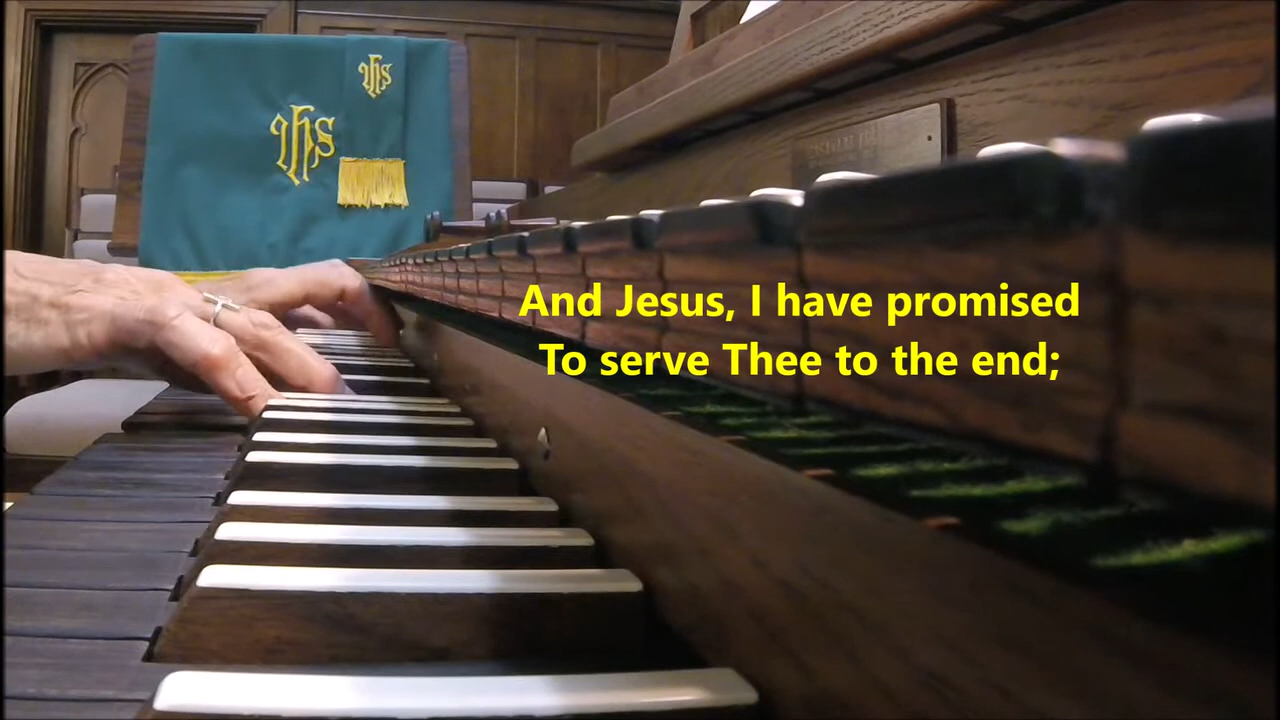 IHS
IHS
And Jesus, I have promised
To serve Thee to the end;